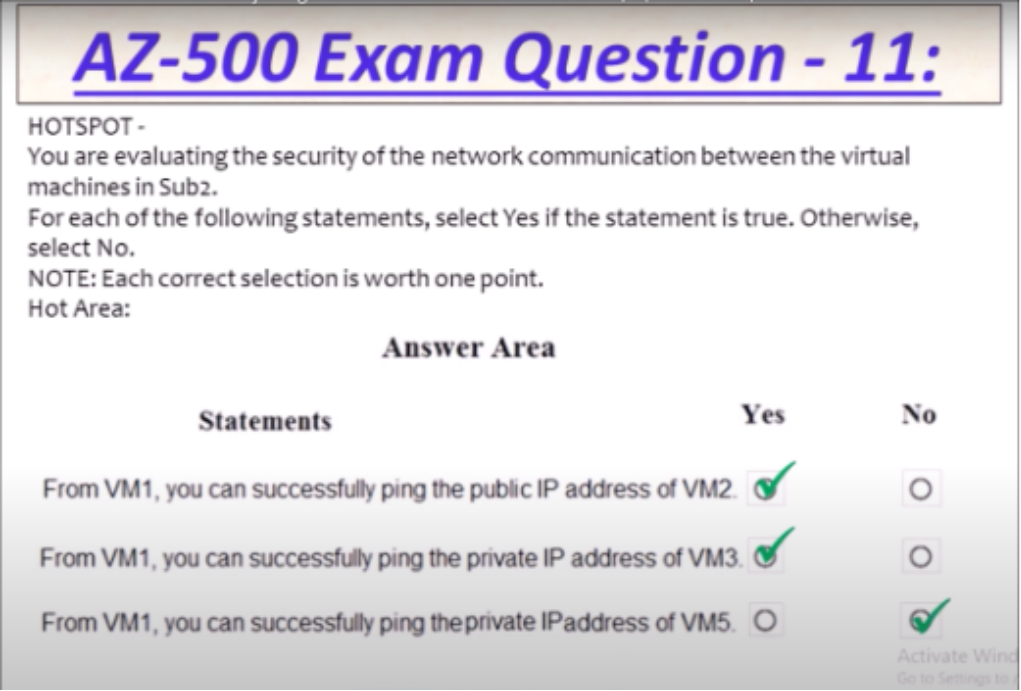 AZ-500 Exam Question - 11:
HOTSPOT -
You are evaluating the security of the network communication between the virtual
machines in Sub2.
For each of the following statements, select Yes if the statement is true. Otherwise,
select No.
NOTE: Each correct selection is worth one point.
Hot Area:
Answer Area
Statements Yes No
From VM1, you can successfully ping the public IP address of VM2.
From VM1, you can successfully ping the private IP address of VM3.
From VM1, you can successfully ping theprivate IPaddress of VM5.
Activate Wind
Go to Settings to